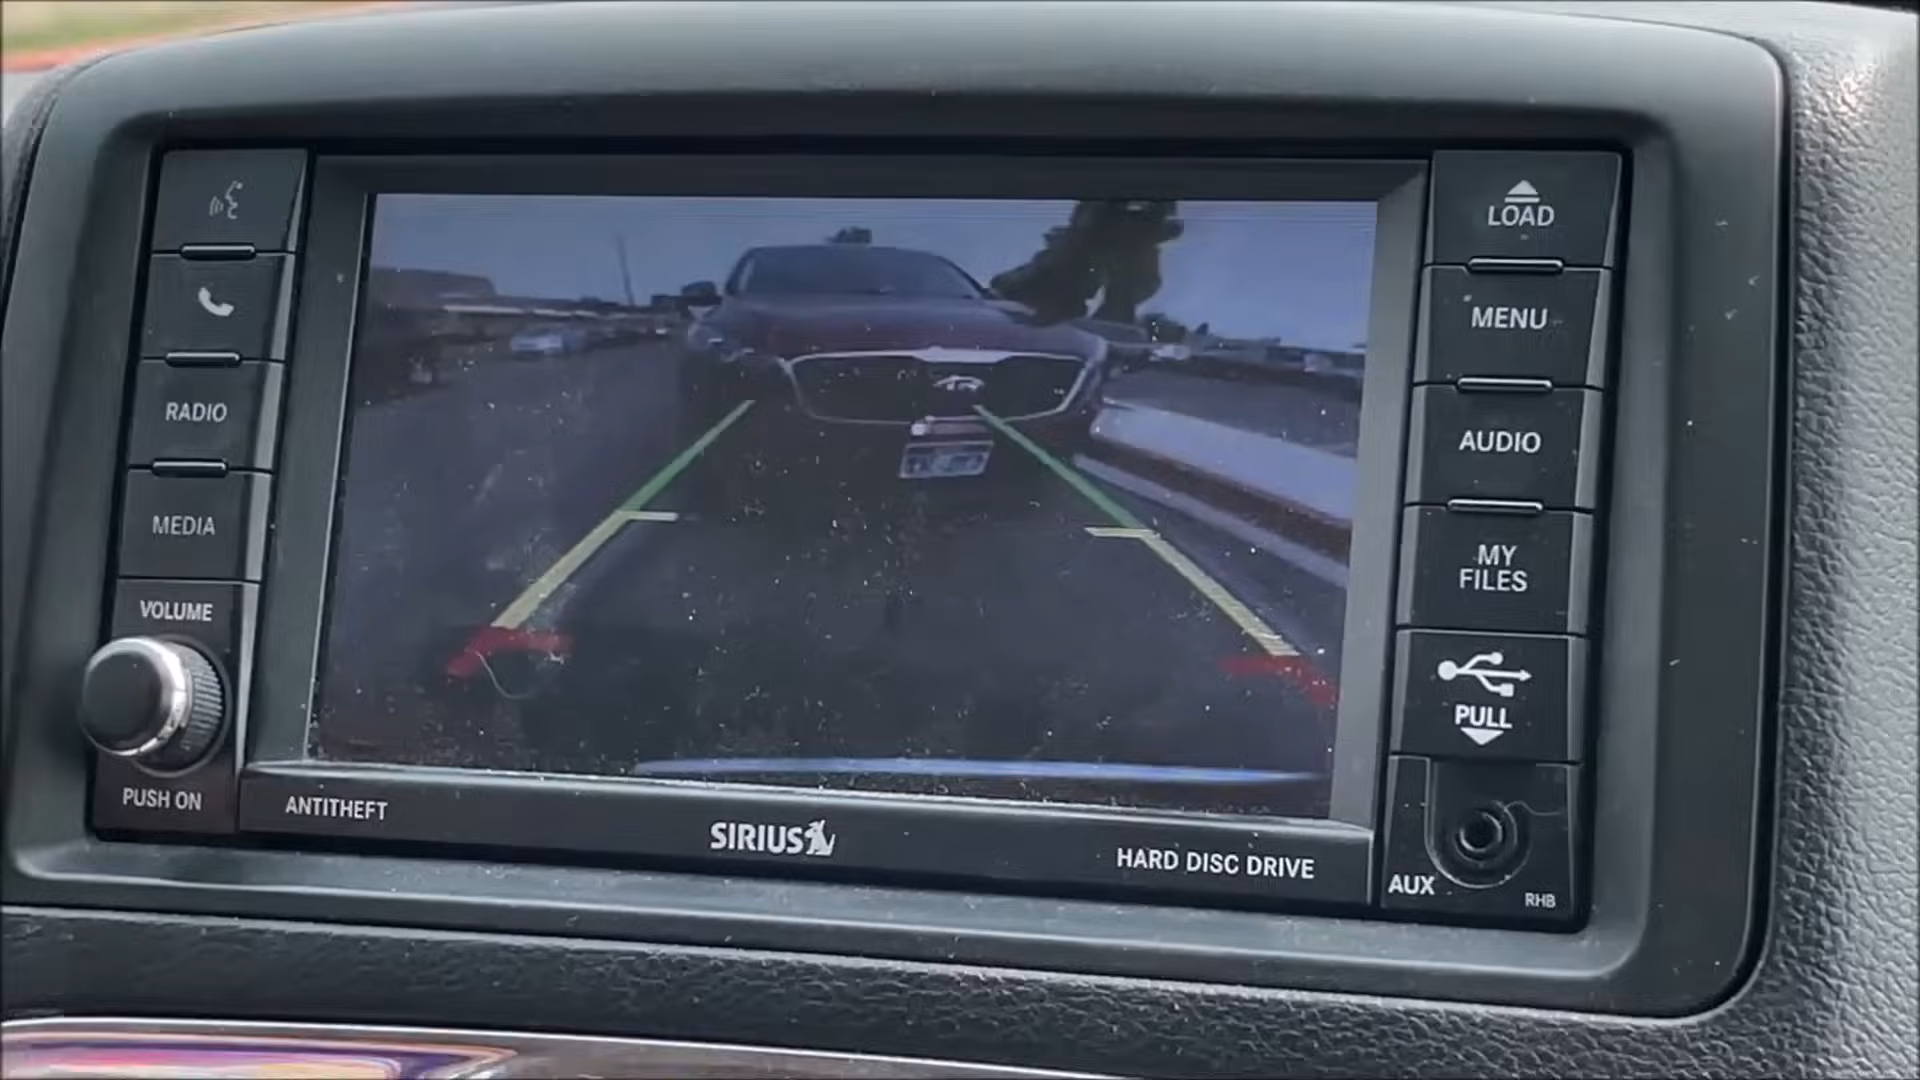 RADIO
MEDIA
VOLUME
PUSH ON
ANTITHEFT
SIRIUS
HARD DISC DRIVE
LOAD
MENU
AUDIO
MY
FILES
PULL
AUX
RHB